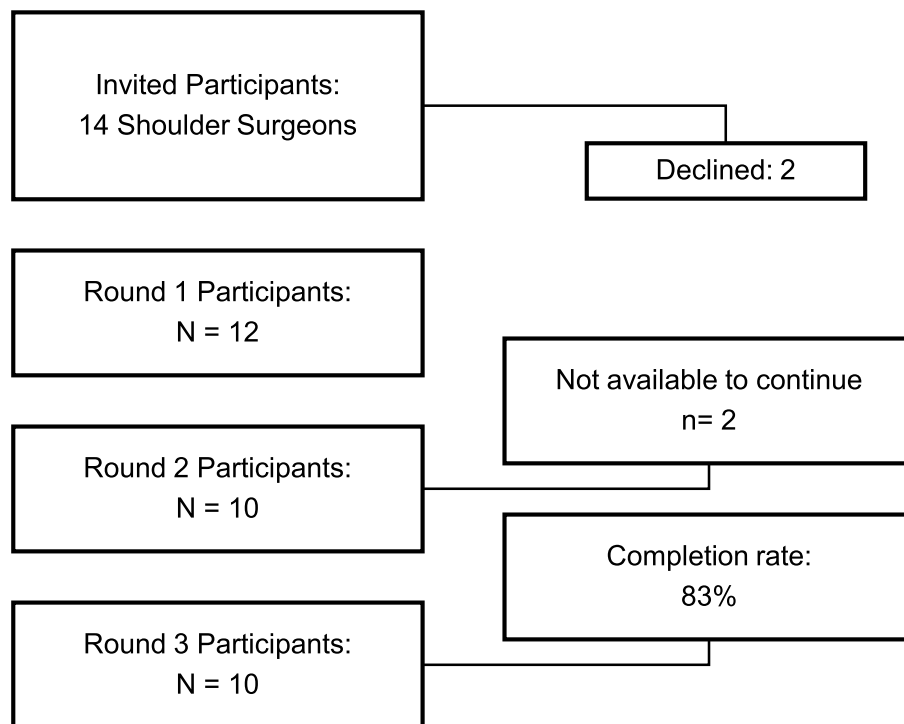 Invited Participants:
14 Shoulder Surgeons
Declined: 2
Round 1 Participants:
N = 12
Not available to continue
n= 2
Round 2 Participants:
N = 10
Completion rate:
83%
Round 3 Participants:
N = 10